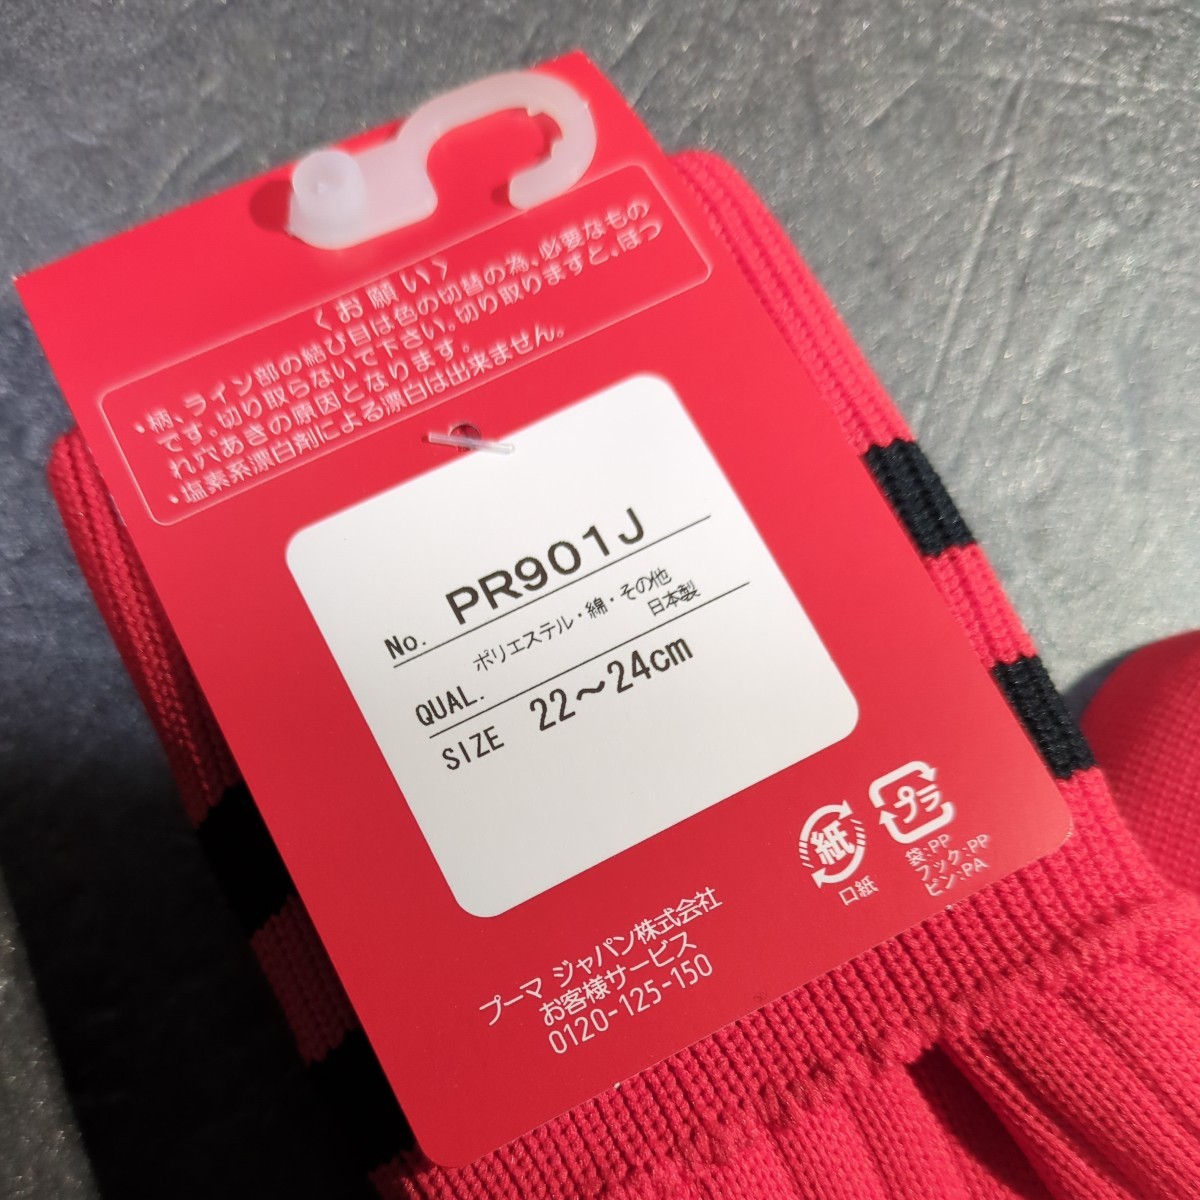 〈お願い〉
・柄、ライン部の結び目は色の切替の為、必要なもの
です。切り取らないで下さい。切り取りますと、ほつ
れ穴あきの原因となります。
・塩素系漂白剤による漂白は出来ません。
No. PR901J
ポリエステル・綿・その他
日本製
QUAL.
SIZE 22～24cm
紙
口紙
プラ
袋:PP
フック:PP
ピン:PA
プーマ ジャパン株式会社
お客様サービス
0120-125-150